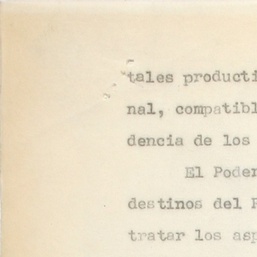 tales producti
nal, compatibl
dencia de los
El Poder
destinos del P
tratar los asp